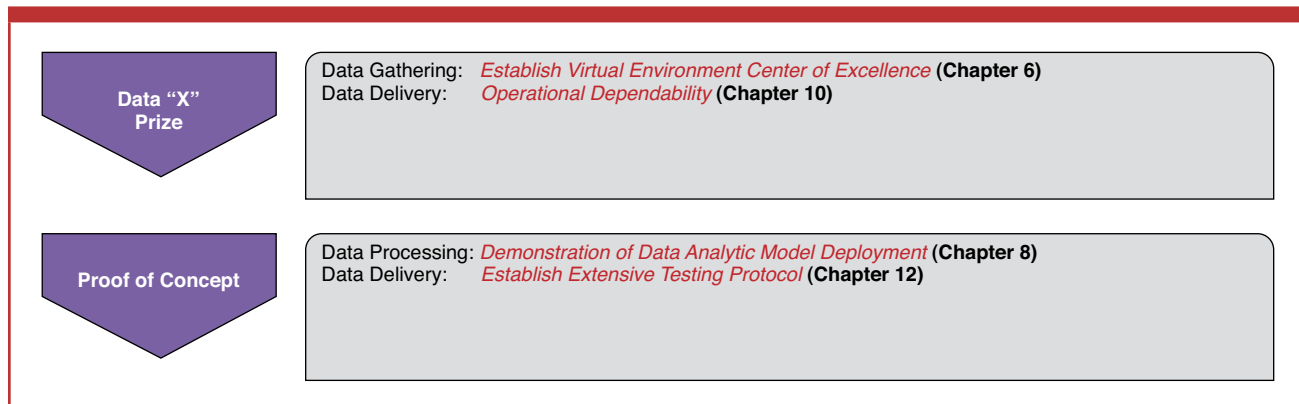 Data “X”
Prize
Data Gathering: Establish Virtual Environment Center of Excellence (Chapter 6)
Data Delivery: Operational Dependability (Chapter 10)
Proof of Concept
Data Processing: Demonstration of Data Analytic Model Deployment (Chapter 8)
Data Delivery: Establish Extensive Testing Protocol (Chapter 12)